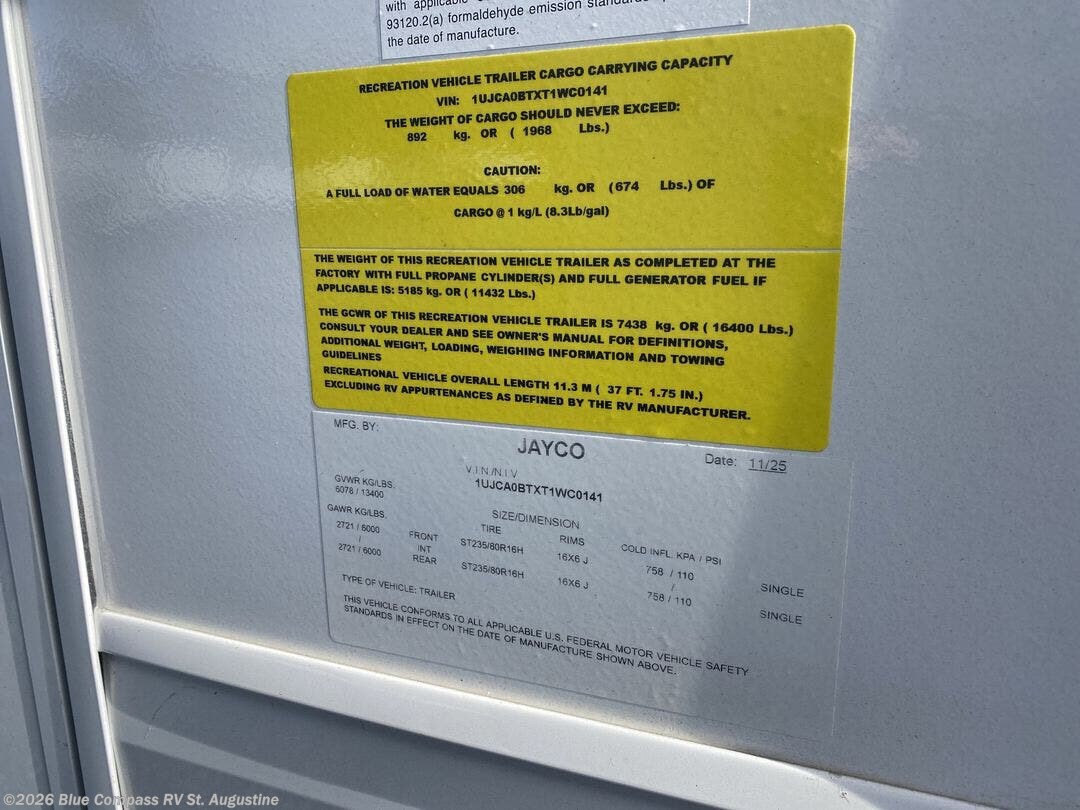 with applicable
93120.2(a) formaldehyde emission standards
the date of manufacture.
RECREATION VEHICLE TRAILER CARGO CARRYING CAPACITY
VIN: 1UJCA0BTXT1WC0141
THE WEIGHT OF CARGO SHOULD NEVER EXCEED:
892 kg. OR ( 1968 Lbs.)
CAUTION:
A FULL LOAD OF WATER EQUALS 306 kg. OR (674 Lbs.) OF
CARGO @ 1 kg/L (8.3Lb/gal)
THE WEIGHT OF THIS RECREATION VEHICLE TRAILER AS COMPLETED AT THE
FACTORY WITH FULL PROPANE CYLINDER(S) AND FULL GENERATOR FUEL IF
APPLICABLE IS: 5185 kg. OR ( 11432 Lbs.)
THE GCWR OF THIS RECREATION VEHICLE TRAILER IS 7438 kg. OR ( 16400 Lbs.)
CONSULT YOUR DEALER AND SEE OWNER'S MANUAL FOR DEFINITIONS,
ADDITIONAL WEIGHT, LOADING, WEIGHING INFORMATION AND TOWING
GUIDELINES
RECREATIONAL VEHICLE OVERALL LENGTH 11.3 M ( 37 FT. 1.75 IN.)
EXCLUDING RV APPURTENANCES AS DEFINED BY THE RV MANUFACTURER.
MFG. BY:
JAYCO
Date: 11/25
GVWR KG/LBS. V.I.N./N.I.V
6078 / 13400 1UJCA0BTXT1WC0141
GAWR KG/LBS. SIZE/DIMENSION
TIRE RIMS COLD INFL. KPA / PSI
2721 / 6000 FRONT ST235/80R16H 16X6 J 758 / 110 SINGLE
/ INT /
2721 / 6000 REAR ST235/80R16H 16X6 J 758 / 110 SINGLE
TYPE OF VEHICLE: TRAILER
THIS VEHICLE CONFORMS TO ALL APPLICABLE U.S. FEDERAL MOTOR VEHICLE SAFETY
STANDARDS IN EFFECT ON THE DATE OF MANUFACTURE SHOWN ABOVE.
©2026 Blue Compass RV St. Augustine